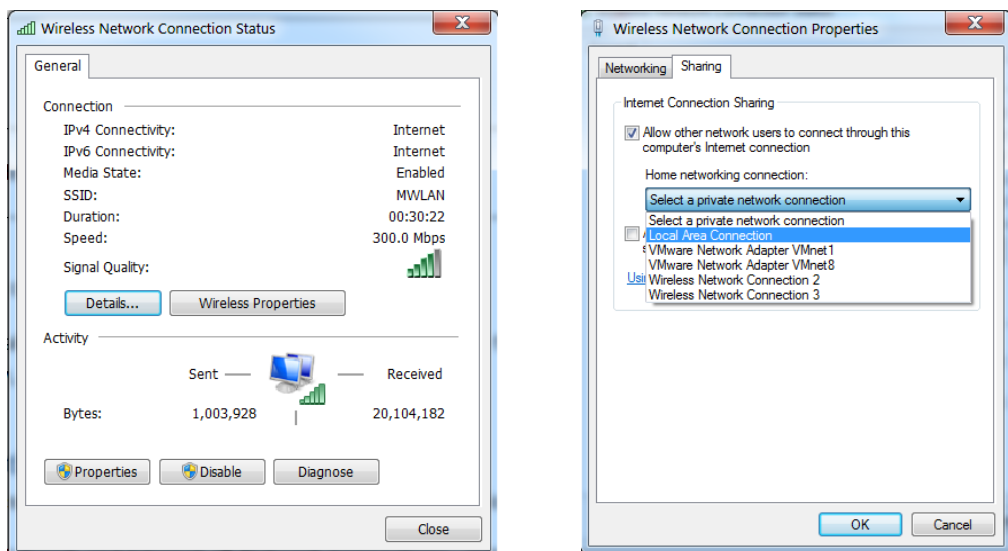 Wireless Network Connection Status
General
Connection
IPv4 Connectivity: Internet
IPv6 Connectivity: Internet
Media State: Enabled
SSID: MWLAN
Duration: 00:30:22
Speed: 300.0 Mbps
Signal Quality:
Details...
Wireless Properties
Activity
Sent
Received
Bytes: 1,003,928 20,104,182
Properties
Disable
Diagnose
Close
Wireless Network Connection Properties
Networking
Sharing
Internet Connection Sharing
Allow other network users to connect through this
computer's Internet connection
Home networking connection:
Select a private network connection
Select a private network connection
Local Area Connection
VMware Network Adapter VMnet1
VMware Network Adapter VMnet8
Wireless Network Connection 2
Wireless Network Connection 3
OK
Cancel